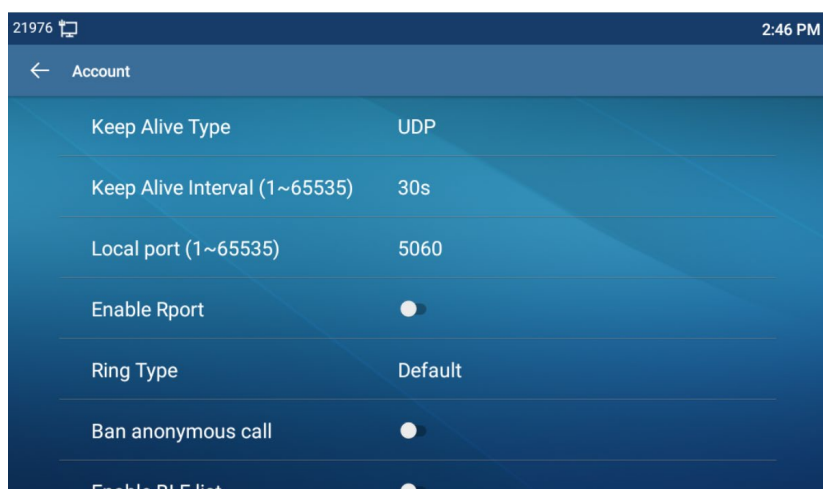 21976 2:46 PM
Account
Keep Alive Type UDP
Keep Alive Interval (1~65535) 30s
Local port (1~65535) 5060
Enable Rport
Ring Type Default
Ban anonymous call